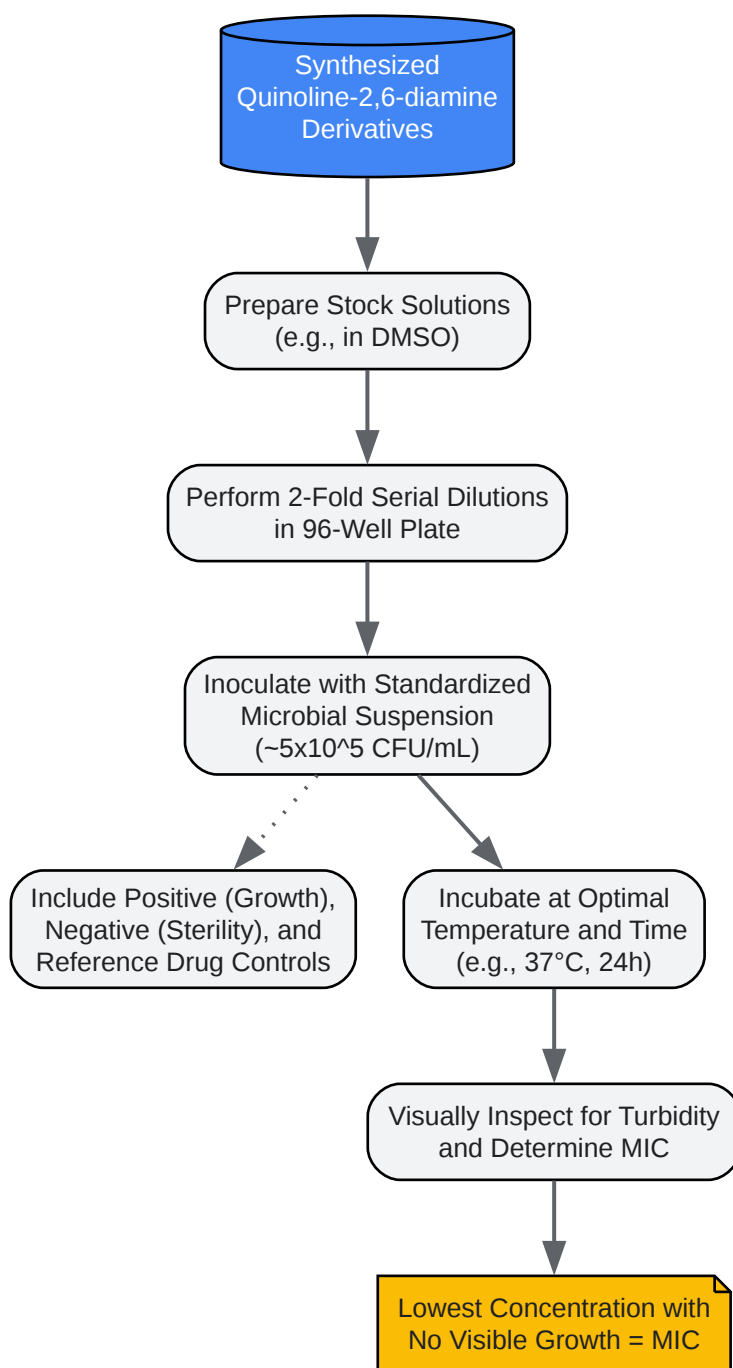 Synthesized
Quinoline-2,6-diamine
Derivatives
Prepare Stock Solutions
(e.g., in DMSO)
Perform 2-Fold Serial Dilutions
in 96-Well Plate
Inoculate with Standardized
Microbial Suspension
(~5x10^5 CFU/mL)
Include Positive (Growth),
Negative (Sterility), and
Reference Drug Controls
Incubate at Optimal
Temperature and Time
(e.g., 37°C, 24h)
Visually Inspect for Turbidity
and Determine MIC
Lowest Concentration with
No Visible Growth = MIC